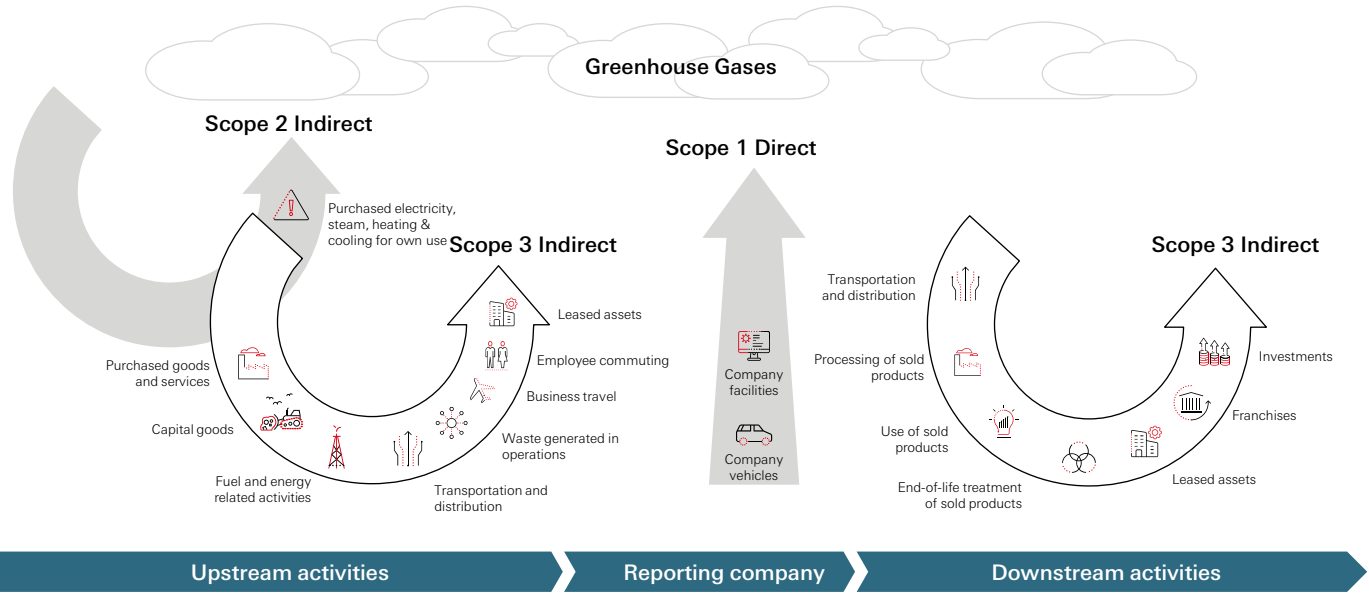 Greenhouse Gases
Scope 2 Indirect
Purchased electricity,
steam, heating &
cooling for own use
Scope 3 Indirect
Purchased goods
and services
Capital goods
Fuel and energy
related activities
Transportation and
distribution
Waste generated in
operations
Business travel
Employee commuting
Leased assets
Scope 1 Direct
Company
facilities
Company
vehicles
Scope 3 Indirect
Transportation
and distribution
Processing of sold
products
Use of sold
products
End-of-life treatment
of sold products
Leased assets
Franchises
Investments
Upstream activities
Reporting company
Downstream activities